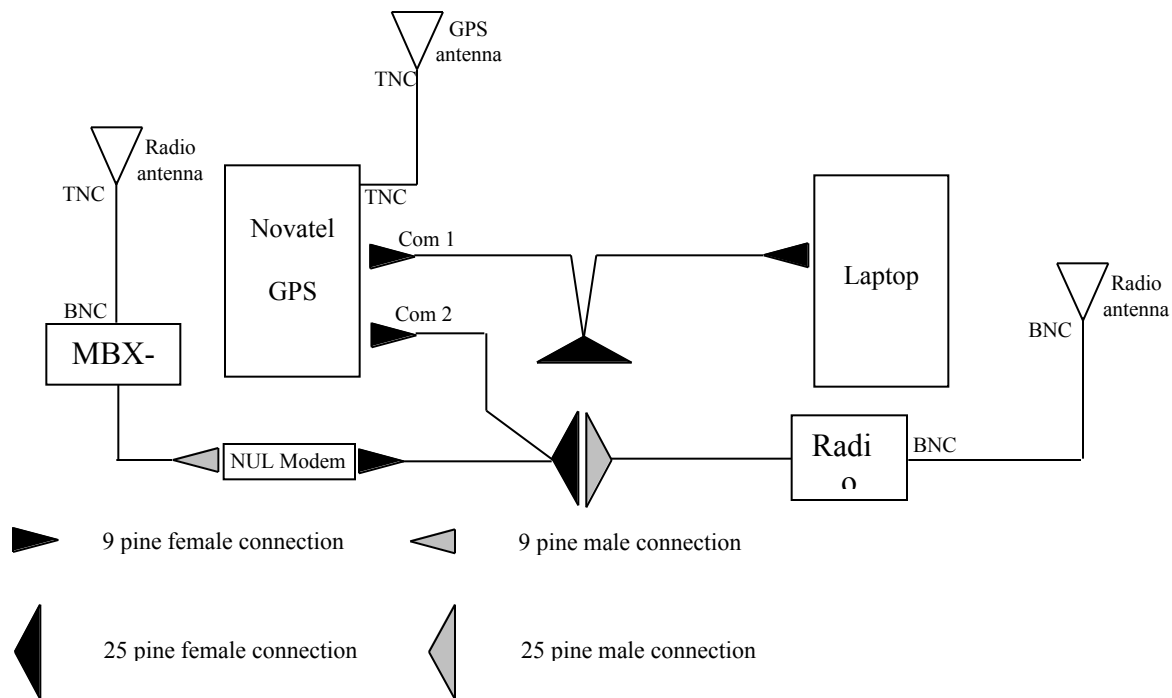 GPS
antenna
TNC
Radio
antenna
TNC
TNC
Novatel
GPS
Com 1
Laptop
Com 2
Radio
antenna
BNC
BNC
MBX-
NUL Modem
Radi
o
BNC
9 pine female connection
9 pine male connection
25 pine female connection
25 pine male connection